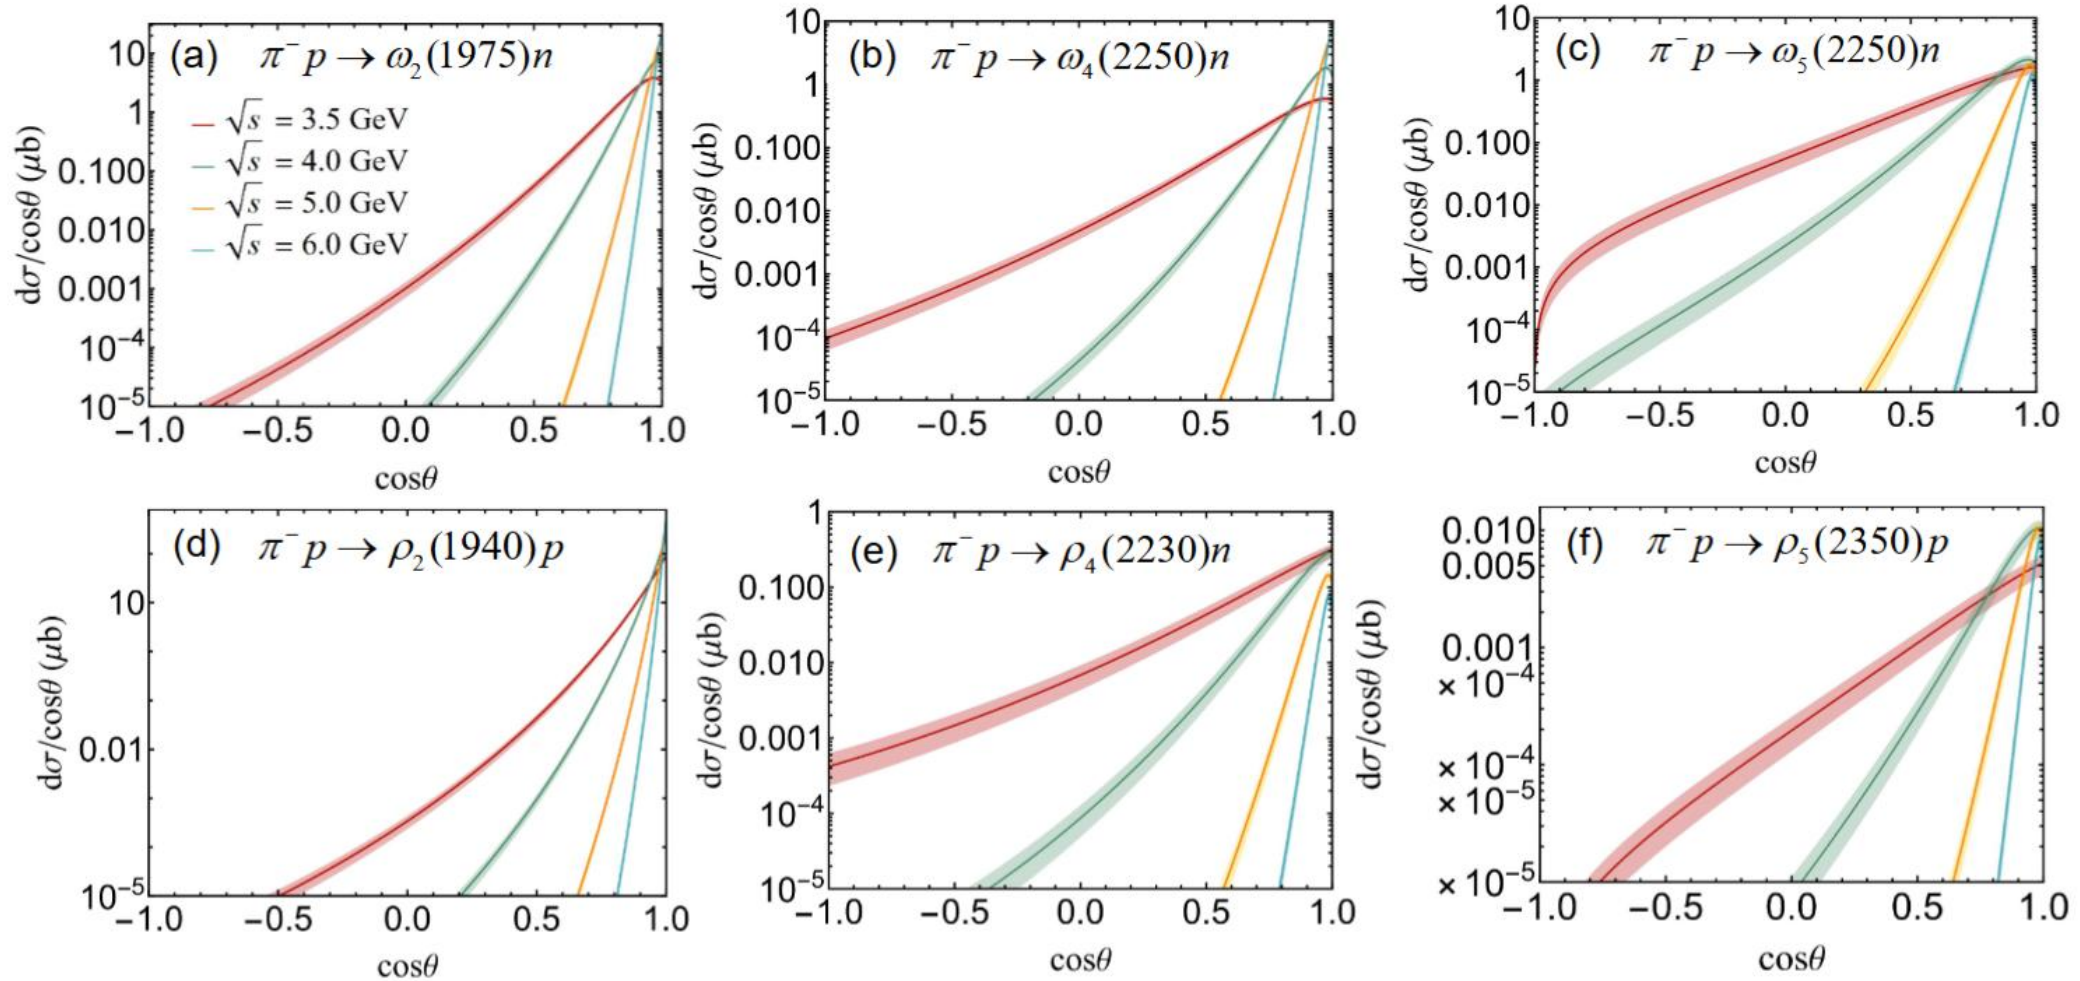 (a) π⁻p → ω₂(1975)n
√s = 3.5 GeV
√s = 4.0 GeV
√s = 5.0 GeV
√s = 6.0 GeV
dσ/cosθ (μb)
10
1
0.100
0.010
0.001
10⁻⁴
10⁻⁵
−1.0 −0.5 0.0 0.5 1.0
cosθ
(b) π⁻p → ω₄(2250)n
dσ/cosθ (μb)
10
1
0.100
0.010
0.001
10⁻⁴
10⁻⁵
−1.0 −0.5 0.0 0.5 1.0
cosθ
(c) π⁻p → ω₅(2250)n
dσ/cosθ (μb)
10
1
0.100
0.010
0.001
10⁻⁴
10⁻⁵
−1.0 −0.5 0.0 0.5 1.0
cosθ
(d) π⁻p → ρ₂(1940)p
dσ/cosθ (μb)
10
0.01
10⁻⁵
−1.0 −0.5 0.0 0.5 1.0
cosθ
(e) π⁻p → ρ₄(2230)n
dσ/cosθ (μb)
1
0.100
0.010
0.001
10⁻⁴
10⁻⁵
−1.0 −0.5 0.0 0.5 1.0
cosθ
(f) π⁻p → ρ₅(2350)p
dσ/cosθ (μb)
0.010
0.005
0.001
× 10⁻⁴
× 10⁻⁴
× 10⁻⁵
× 10⁻⁵
−1.0 −0.5 0.0 0.5 1.0
cosθ